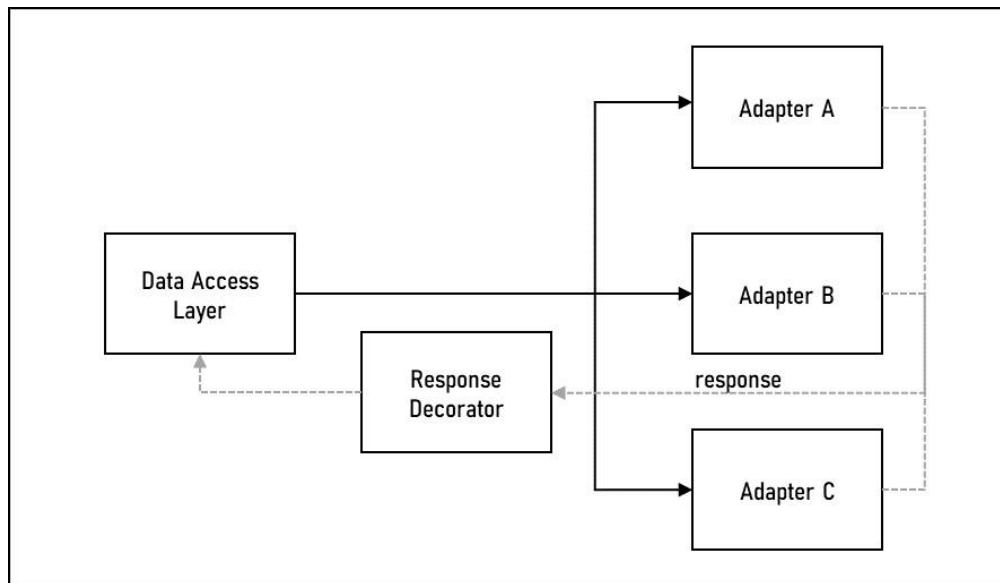 Adapter A
Data Access
Layer
Adapter B
Response
Decorator
response
Adapter C